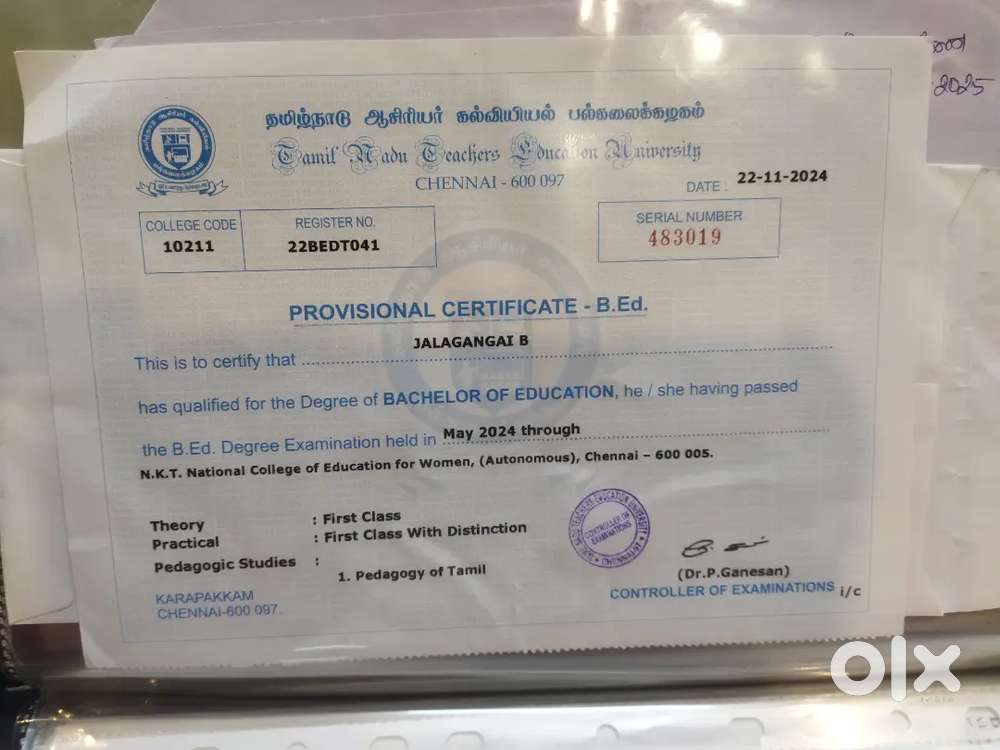 ணை
-2025
தமிழ்நாடு ஆசிரியர் கல்வியியல் பல்கலைக்கழகம்
Tamil Nadu Teachers Education University
CHENNAI - 600 097
DATE : 22-11-2024
COLLEGE CODE
10211
REGISTER NO.
22BEDT041
SERIAL NUMBER
483019
PROVISIONAL CERTIFICATE - B.Ed.
This is to certify that JALAGANGAI B
has qualified for the Degree of BACHELOR OF EDUCATION, he / she having passed
the B.Ed. Degree Examination held in May 2024 through
N.K.T. National College of Education for Women, (Autonomous), Chennai – 600 005.
Theory : First Class
Practical : First Class With Distinction
Pedagogic Studies :
1. Pedagogy of Tamil
CONTROLLER OF EXAMINATIONS
(Dr.P.Ganesan)
CONTROLLER OF EXAMINATIONS i/c
KARAPAKKAM
CHENNAI-600 097.
olx